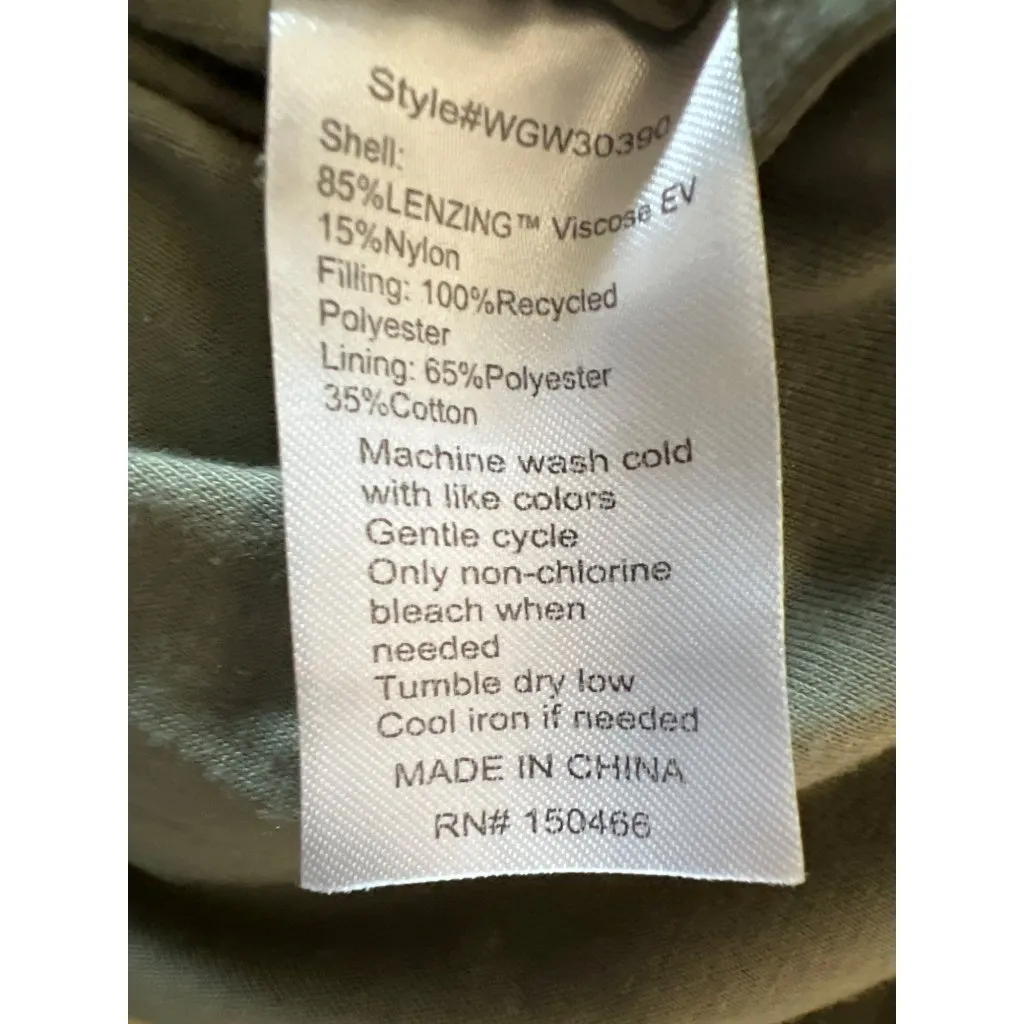 Style#WGW30390
Shell:
85%LENZING™ Viscose EV
15%Nylon
Filling: 100%Recycled
Polyester
Lining: 65%Polyester
35%Cotton
Machine wash cold
with like colors
Gentle cycle
Only non-chlorine
bleach when
needed
Tumble dry low
Cool iron if needed
MADE IN CHINA
RN# 150466